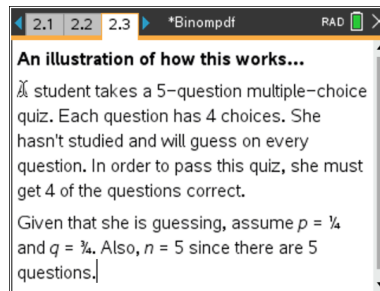 2.1 2.2 2.3 *Binompdf RAD
An illustration of how this works...
A student takes a 5-question multiple-choice
quiz. Each question has 4 choices. She
hasn't studied and will guess on every
question. In order to pass this quiz, she must
get 4 of the questions correct.
Given that she is guessing, assume p = ¼
and q = ¾. Also, n = 5 since there are 5
questions.